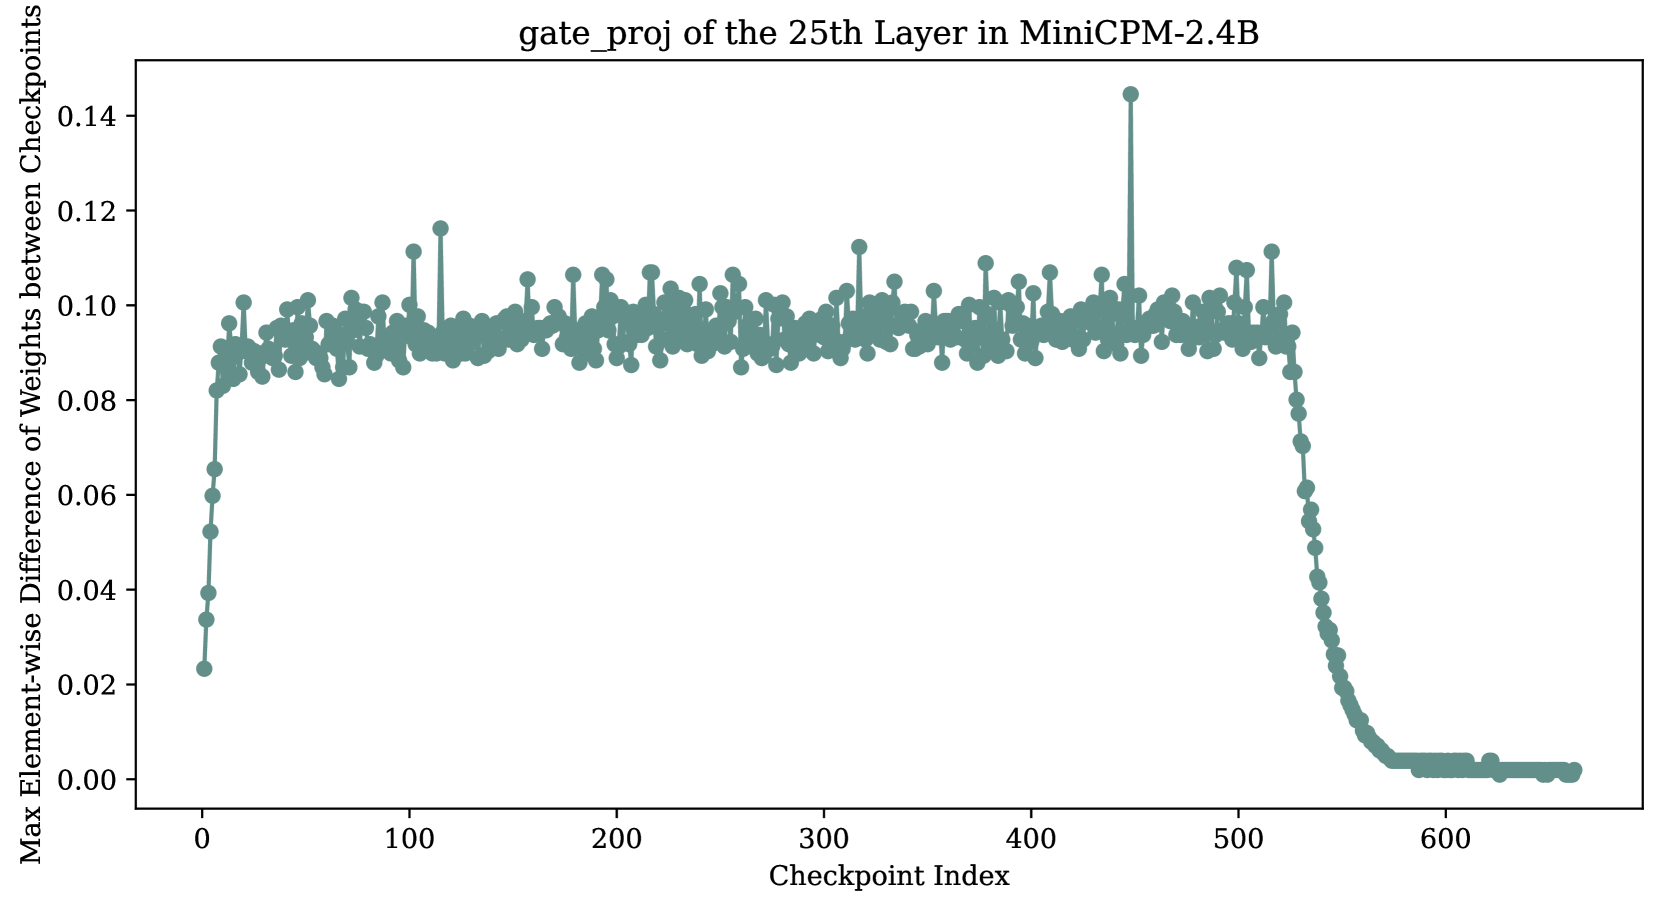 gate_proj of the 25th Layer in MiniCPM-2.4B
Max Element-wise Difference of Weights between Checkpoints
0.14
0.12
0.10
0.08
0.06
0.04
0.02
0.00
0 100 200 300 400 500 600
Checkpoint Index